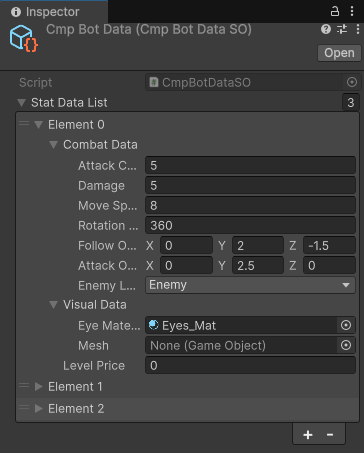 Inspector
Cmp Bot Data (Cmp Bot Data SO)
Open
Script CmpBotDataSO
Stat Data List 3
Element 0
Combat Data
Attack C... 5
Damage 5
Move Sp... 8
Rotation ... 360
Follow O... X 0 Y 2 Z -1.5
Attack O... X 0 Y 2.5 Z 0
Enemy L... Enemy
Visual Data
Eye Mate... Eyes_Mat
Mesh None (Game Object)
Level Price 0
Element 1
Element 2
+ -